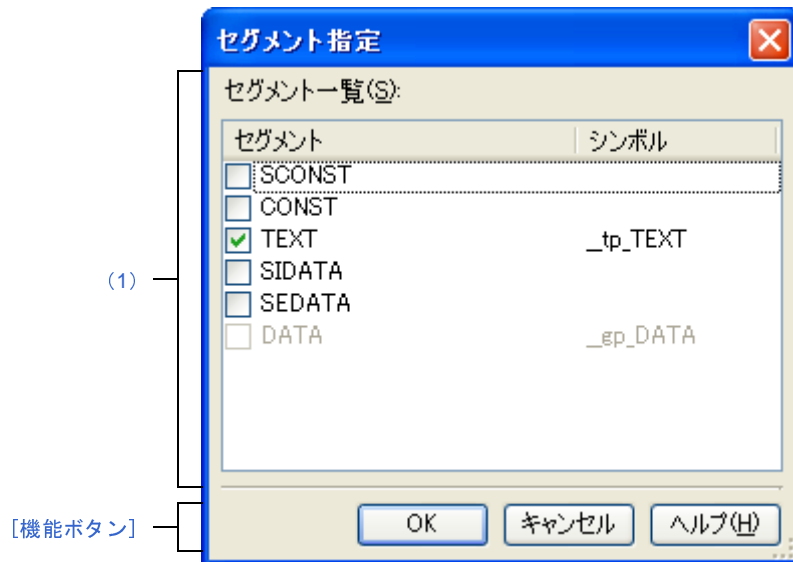 セグメント指定
セグメント一覧(S):
セグメント シンボル
SCONST
CONST
TEXT __tp_TEXT
(1)
SIDATA
SEDATA
DATA __gp_DATA
[機能ボタン]
OK キャンセル ヘルプ(H)